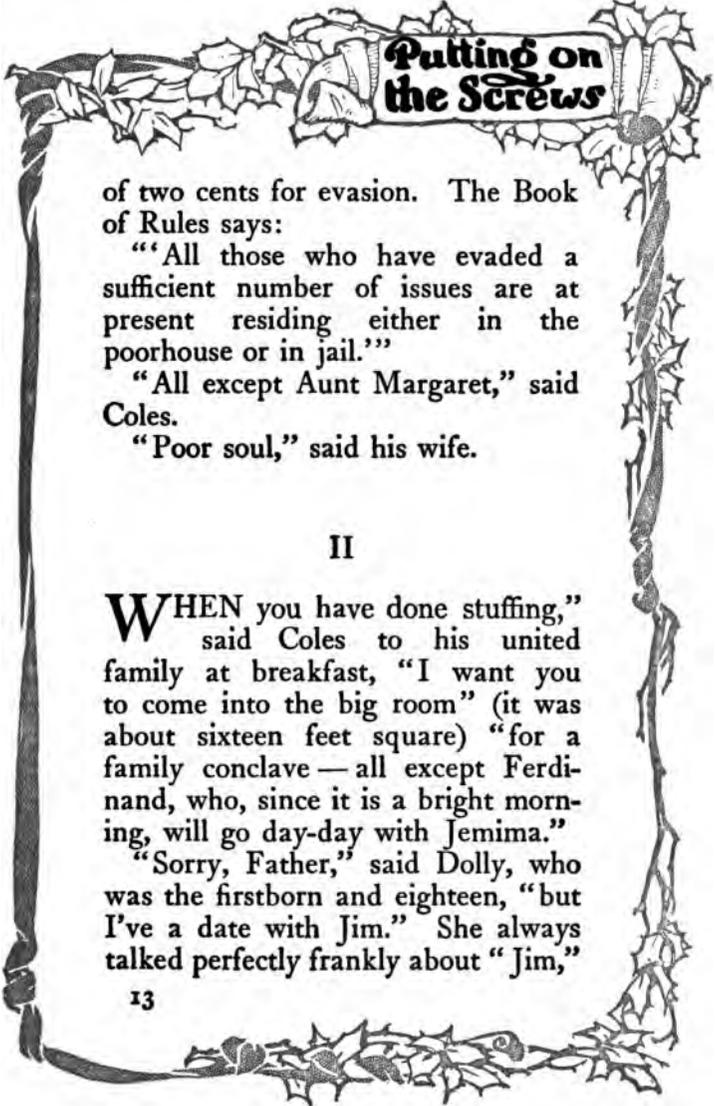 Putting on
the Screws
of two cents for evasion. The Book
of Rules says:
"'All those who have evaded a
sufficient number of issues are at
present residing either in the
poorhouse or in jail.'"
"All except Aunt Margaret," said
Coles.
"Poor soul," said his wife.
II
WHEN you have done stuffing,"
said Coles to his united
family at breakfast, "I want you
to come into the big room" (it was
about sixteen feet square) "for a
family conclave — all except Ferdi-
nand, who, since it is a bright morn-
ing, will go day-day with Jemima."
"Sorry, Father," said Dolly, who
was the firstborn and eighteen, "but
I've a date with Jim." She always
talked perfectly frankly about "Jim,"
13